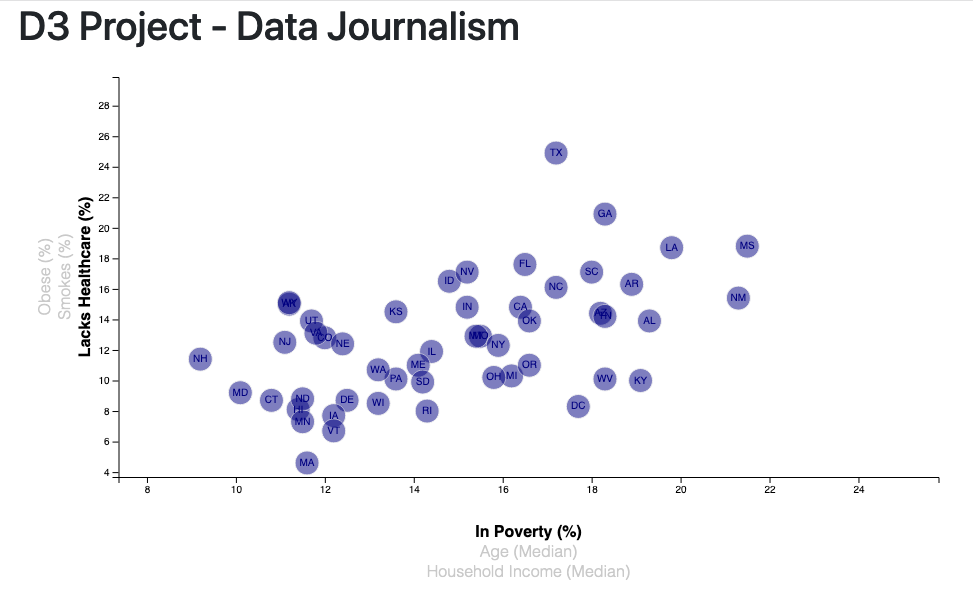 D3 Project - Data Journalism
28
26
24
22
20
18
16
14
12
10
8
6
4
Obese (%)
Smokes (%)
Lacks Healthcare (%)
TX
GA
LA
MS
FL
NV
SC
ID
AR
NC
NM
IN
CA
KS
OK
AL
UT
CO
NJ
NE
NY
IL
NH
ME
OR
WA
PA
SD
OH
MI
WV
KY
MD
CT
ND
DE
WI
HI
DC
IA
RI
MN
VT
MA
8
10
12
14
16
18
20
22
24
In Poverty (%)
Age (Median)
Household Income (Median)